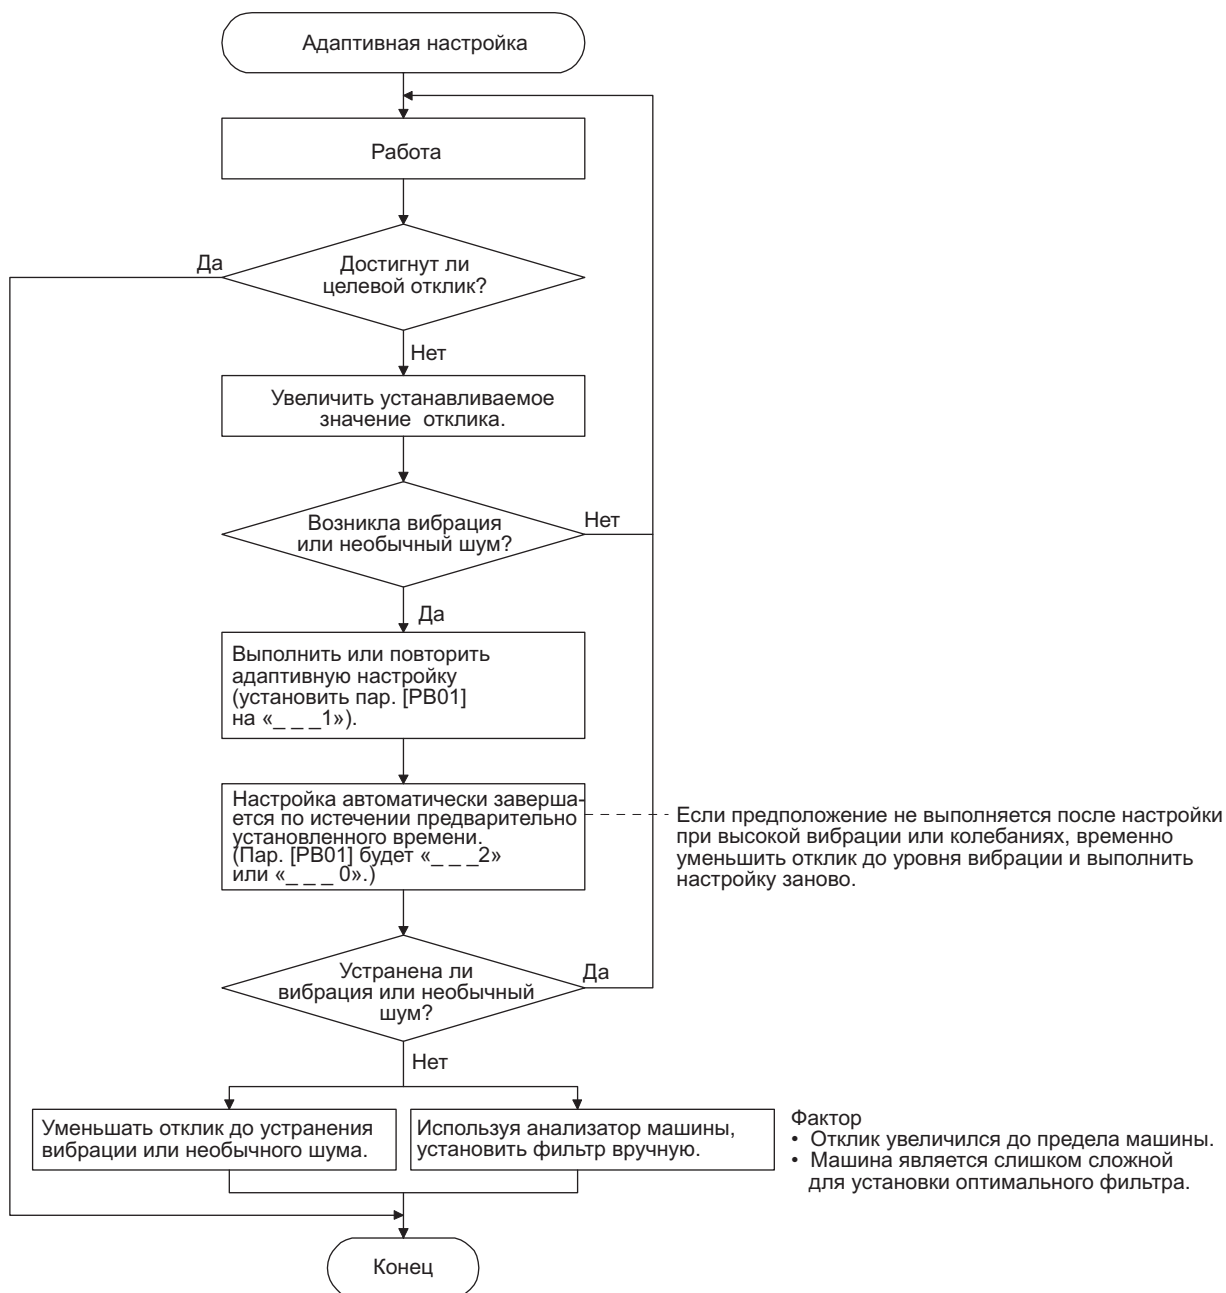 Адаптивная настройка
Работа
Да
Достигнут ли
целевой отклик?
Нет
Увеличить устанавливаемое
значение отклика.
Возникла вибрация
или необычный шум?
Нет
Да
Выполнить или повторить
адаптивную настройку
(установить пар. [PB01]
на «_ _ _1»).
Настройка автоматически заверша-
ется по истечении предварительно
установленного времени.
(Пар. [PB01] будет «_ _ _2»
или «_ _ _ 0».)
Если предположение не выполняется после настройки
при высокой вибрации или колебаниях, временно
уменьшить отклик до уровня вибрации и выполнить
настройку заново.
Устранена ли
вибрация или необычный
шум?
Да
Нет
Уменьшать отклик до устранения
вибрации или необычного шума.
Используя анализатор машины,
установить фильтр вручную.
Фактор
• Отклик увеличился до предела машины.
• Машина является слишком сложной
для установки оптимального фильтра.
Конец